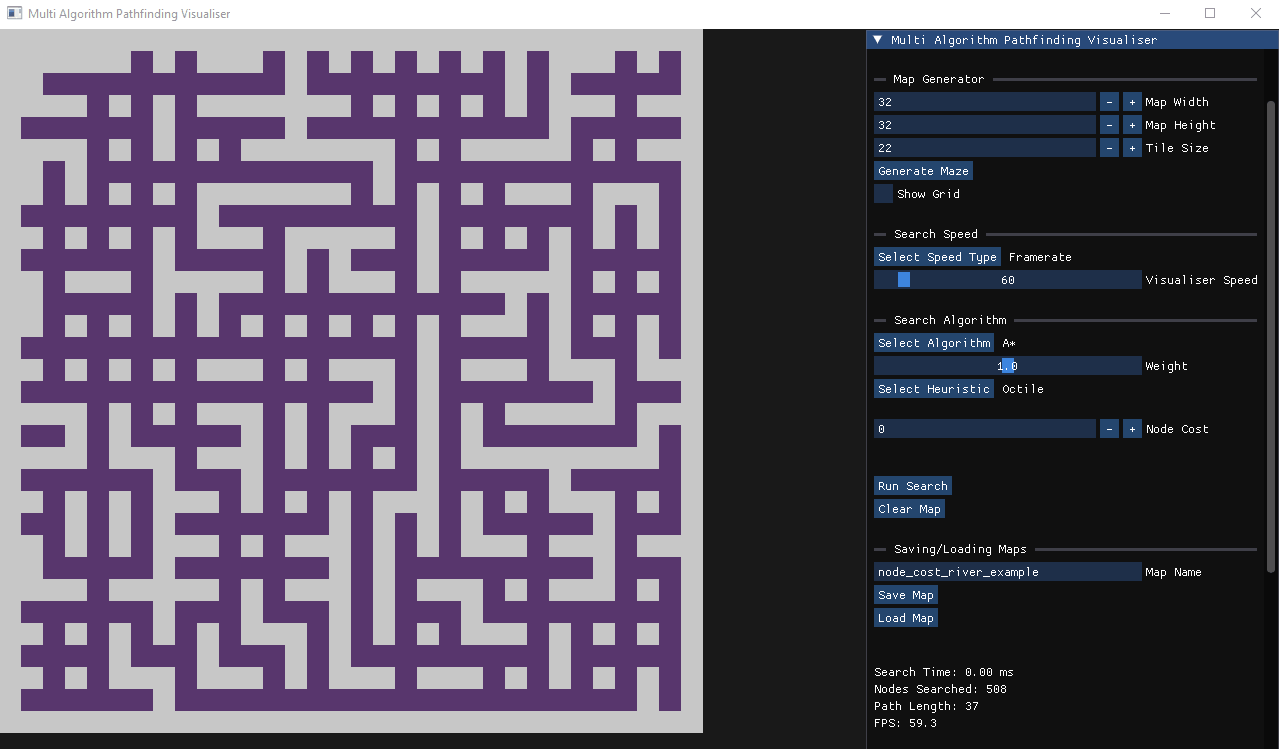 Multi Algorithm Pathfinding Visualiser
Multi Algorithm Pathfinding Visualiser
Map Generator
32 - + Map Width
32 - + Map Height
22 - + Tile Size
Generate Maze
Show Grid
Search Speed
Select Speed Type Framerate
60 Visualiser Speed
Search Algorithm
Select Algorithm A*
1.0 Weight
Select Heuristic Octile
0 - + Node Cost
Run Search
Clear Map
Saving/Loading Maps
node_cost_river_example Map Name
Save Map
Load Map
Search Time: 0.00 ms
Nodes Searched: 508
Path Length: 37
FPS: 59.3